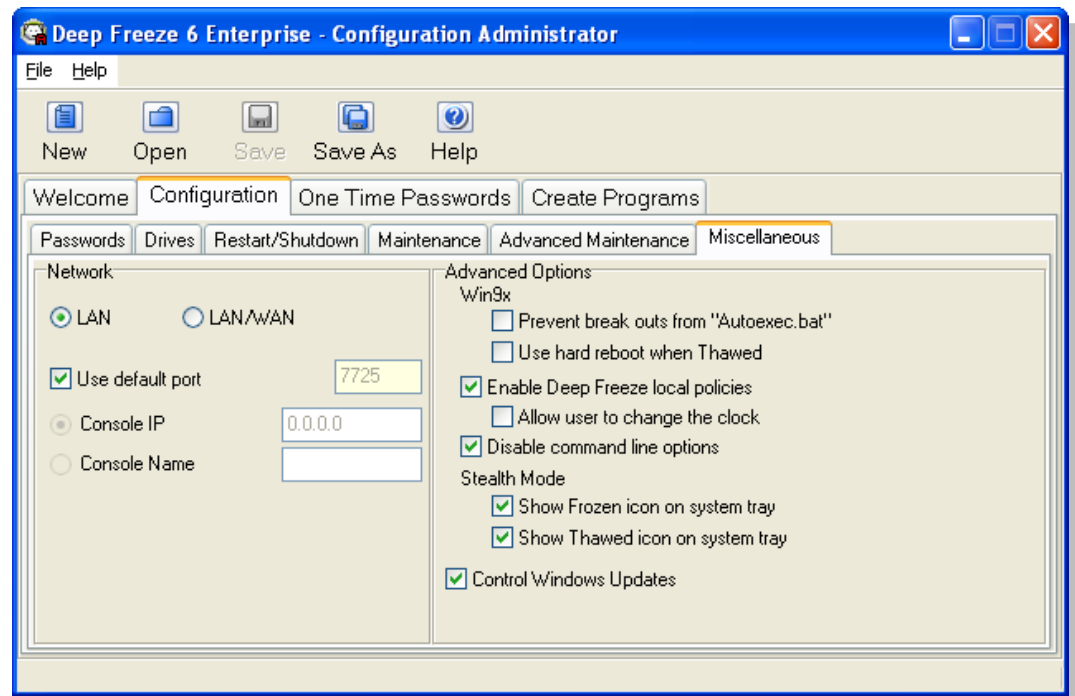 Deep Freeze 6 Enterprise - Configuration Administrator
File Help
New Open Save Save As Help
Welcome Configuration One Time Passwords Create Programs
Passwords Drives Restart/Shutdown Maintenance Advanced Maintenance Miscellaneous
Network
LAN LAN/WAN
Use default port 7725
Console IP 0.0.0.0
Console Name
Advanced Options
Win9x
Prevent break outs from "Autoexec.bat"
Use hard reboot when Thawed
Enable Deep Freeze local policies
Allow user to change the clock
Disable command line options
Stealth Mode
Show Frozen icon on system tray
Show Thawed icon on system tray
Control Windows Updates